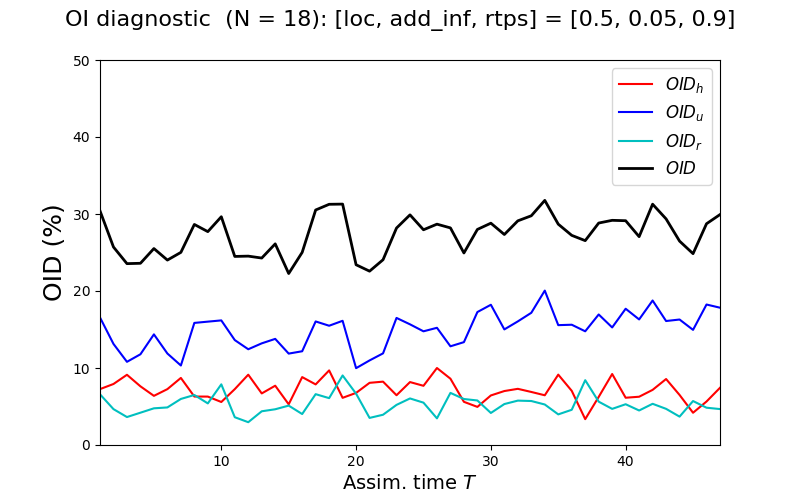 OI diagnostic (N = 18): [loc, add_inf, rtps] = [0.5, 0.05, 0.9]
50
40
30
20
10
0
OID (%)
OID_h
OID_u
OID_r
OID
10 20 30 40
Assim. time T